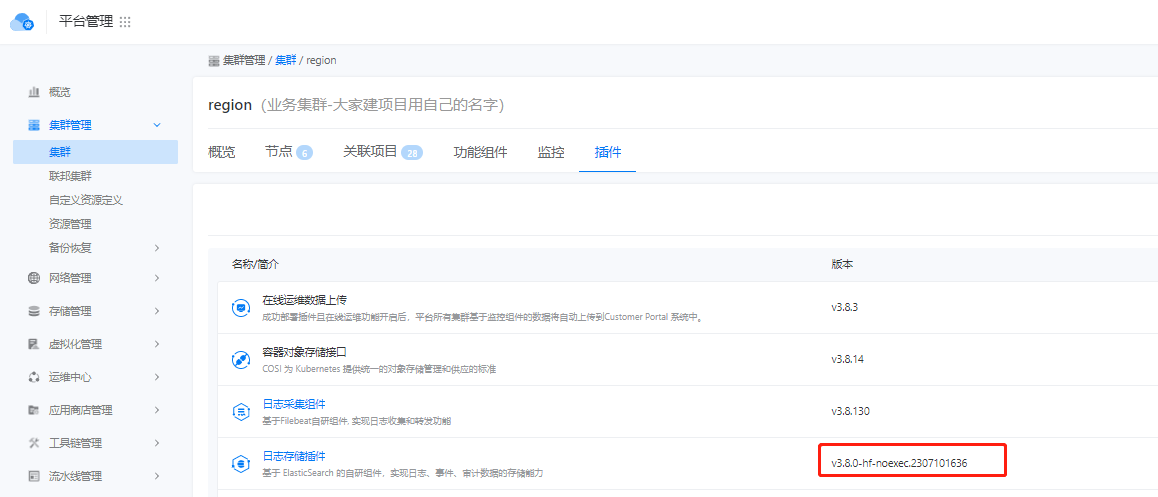 平台管理
集群管理 / 集群 / region
概览
集群管理
集群
联邦集群
自定义资源定义
资源管理
备份恢复
网络管理
存储管理
虚拟化管理
运维中心
应用商店管理
工具链管理
流水线管理
region (业务集群-大家建项目用自己的名字)
概览 节点 6 关联项目 28 功能组件 监控 插件
名称/简介 版本
在线运维数据上传
成功部署插件且在线运维功能开启后，平台所有集群基于监控组件的数据将自动上传到Customer Portal 系统中。
v3.8.3
容器对象存储接口
COSI 为 Kubernetes 提供统一的对象存储管理和供应的标准
v3.8.14
日志采集组件
基于Filebeat自研组件, 实现日志收集和转发功能
v3.8.130
日志存储插件
基于 ElasticSearch 的自研组件，实现日志、事件、审计数据的存储能力
v3.8.0-hf-noexec.2307101636